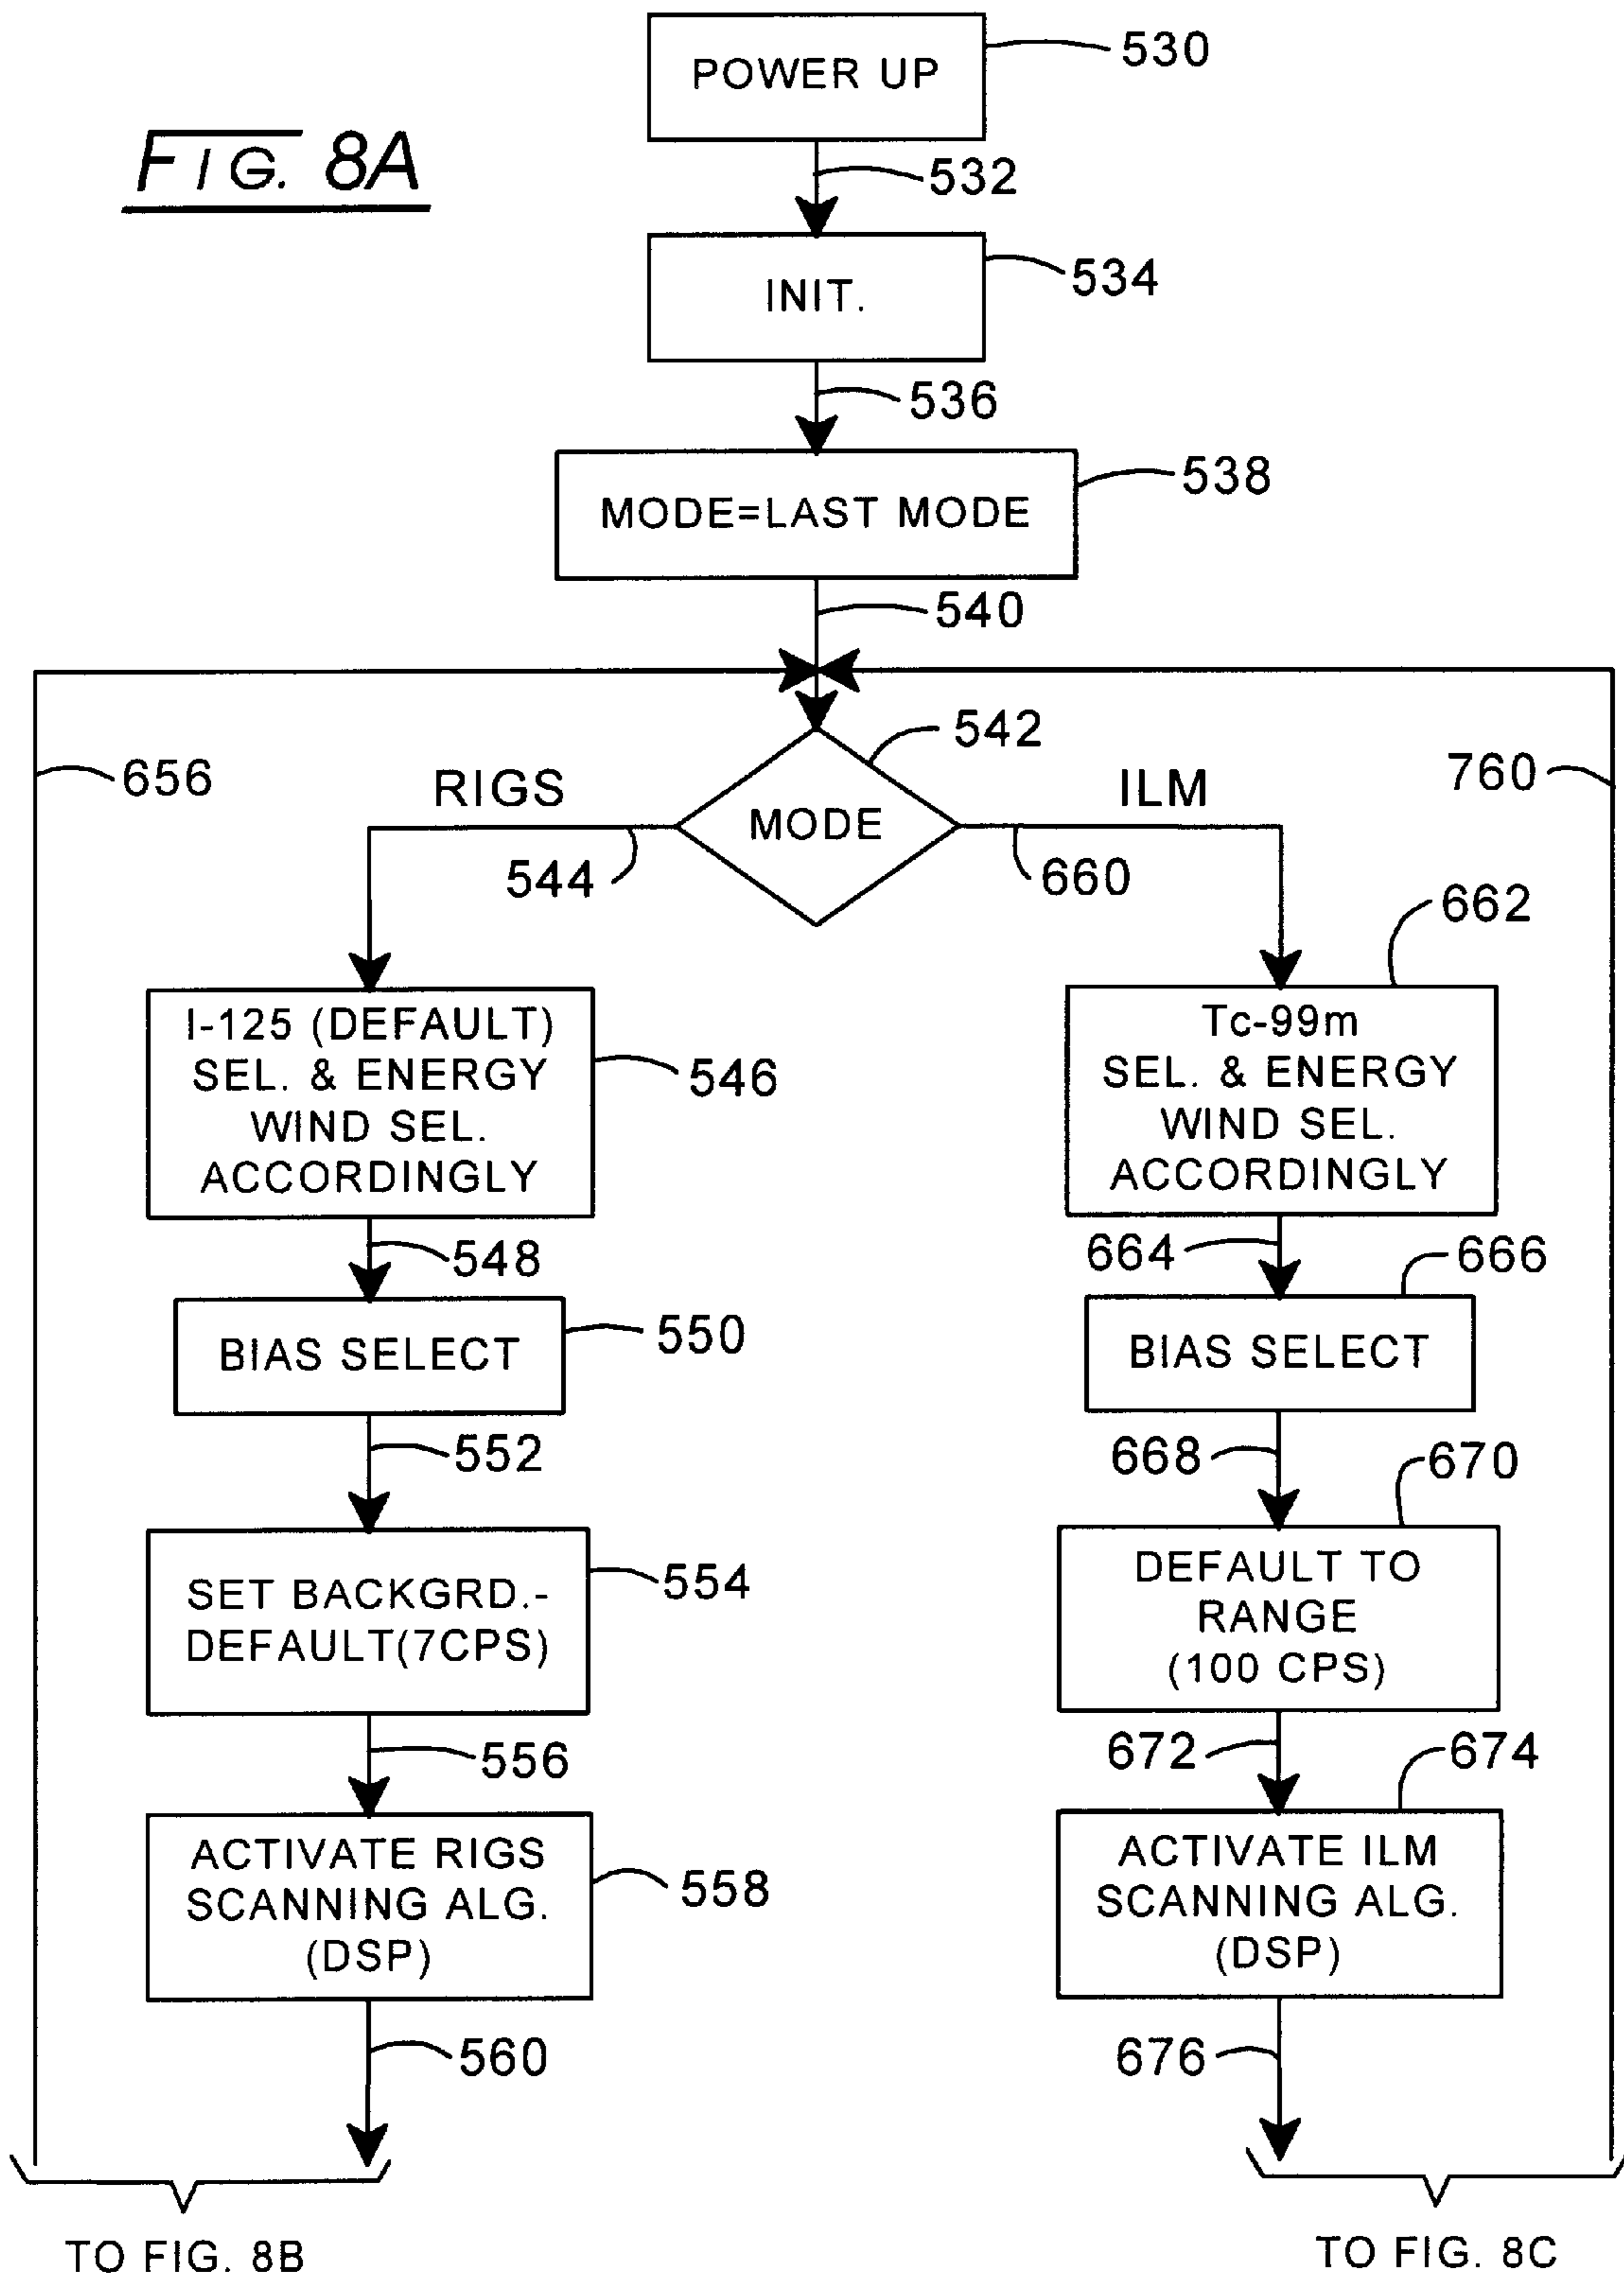 FIG. 8A
POWER UP
530
532
INIT.
534
536
MODE=LAST MODE
538
540
542
MODE
656
RIGS
544
ILM
660
760
I-125 (DEFAULT)
SEL. & ENERGY
WIND SEL.
ACCORDINGLY
546
548
BIAS SELECT
550
552
SET BACKGRD.-
DEFAULT(7CPS)
554
556
ACTIVATE RIGS
SCANNING ALG.
(DSP)
558
560
TO FIG. 8B
662
Tc-99m
SEL. & ENERGY
WIND SEL.
ACCORDINGLY
664
666
BIAS SELECT
668
670
DEFAULT TO
RANGE
(100 CPS)
672
674
ACTIVATE ILM
SCANNING ALG.
(DSP)
676
TO FIG. 8C